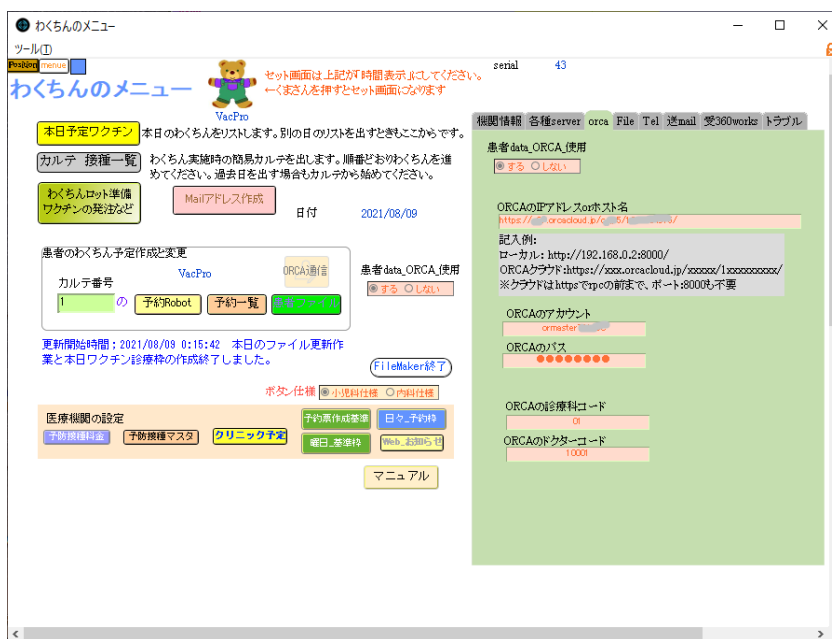 わくちんのメニュー
ツール(T)
Position menue
わくちんのメニュー
VacPro
セット画面は上記が「時間表示」にしてください。
←くまさんを押すとセット画面になります
serial 43
本日予定ワクチン 本日のわくちんをリストします。別の日のリストを出すときもここからです。
カルテ 接種一覧 わくちん実施時の簡易カルテを出します。順番どおりわくちんを進
めてください。過去日を出す場合もカルテから始めてください。
わくちんロット準備
ワクチンの発注など
Mailアドレス作成
日付 2021/08/09
患者のわくちん予定作成と変更
カルテ番号 VacPro ORCA通信
1 の 予約Robot 予約一覧
患者data_ORCA_使用
する しない
更新開始時間；2021/08/09 0:15:42 本日のファイル更新作
業と本日ワクチン診療枠の作成終了しました。
(FileMaker終了)
ボタン仕様 小児科仕様 内科仕様
医療機関の設定 予約票作成基準 日々_予約枠
予防接種料金 予防接種マスタ クリニック予定 曜日_基準枠 Web_お知らせ
マニュアル
機関情報 各種server orca File Tel 送mail 受360works トラブル
患者data_ORCA_使用
する しない
ORCAのIPアドレスorホスト名
https:// .orcacloud.jp/
記入例:
ローカル: http://192.168.0.2:8000/
ORCAクラウド:https://xxx.orcacloud.jp/xxxxx/1xxxxxxxxxx/
※クラウドはhttpsでrpcの前まで、ポート:8000も不要
ORCAのアカウント
ormaster
ORCAのパス
●●●●●●●●
ORCAの診療科コード
01
ORCAのドクターコード
10001